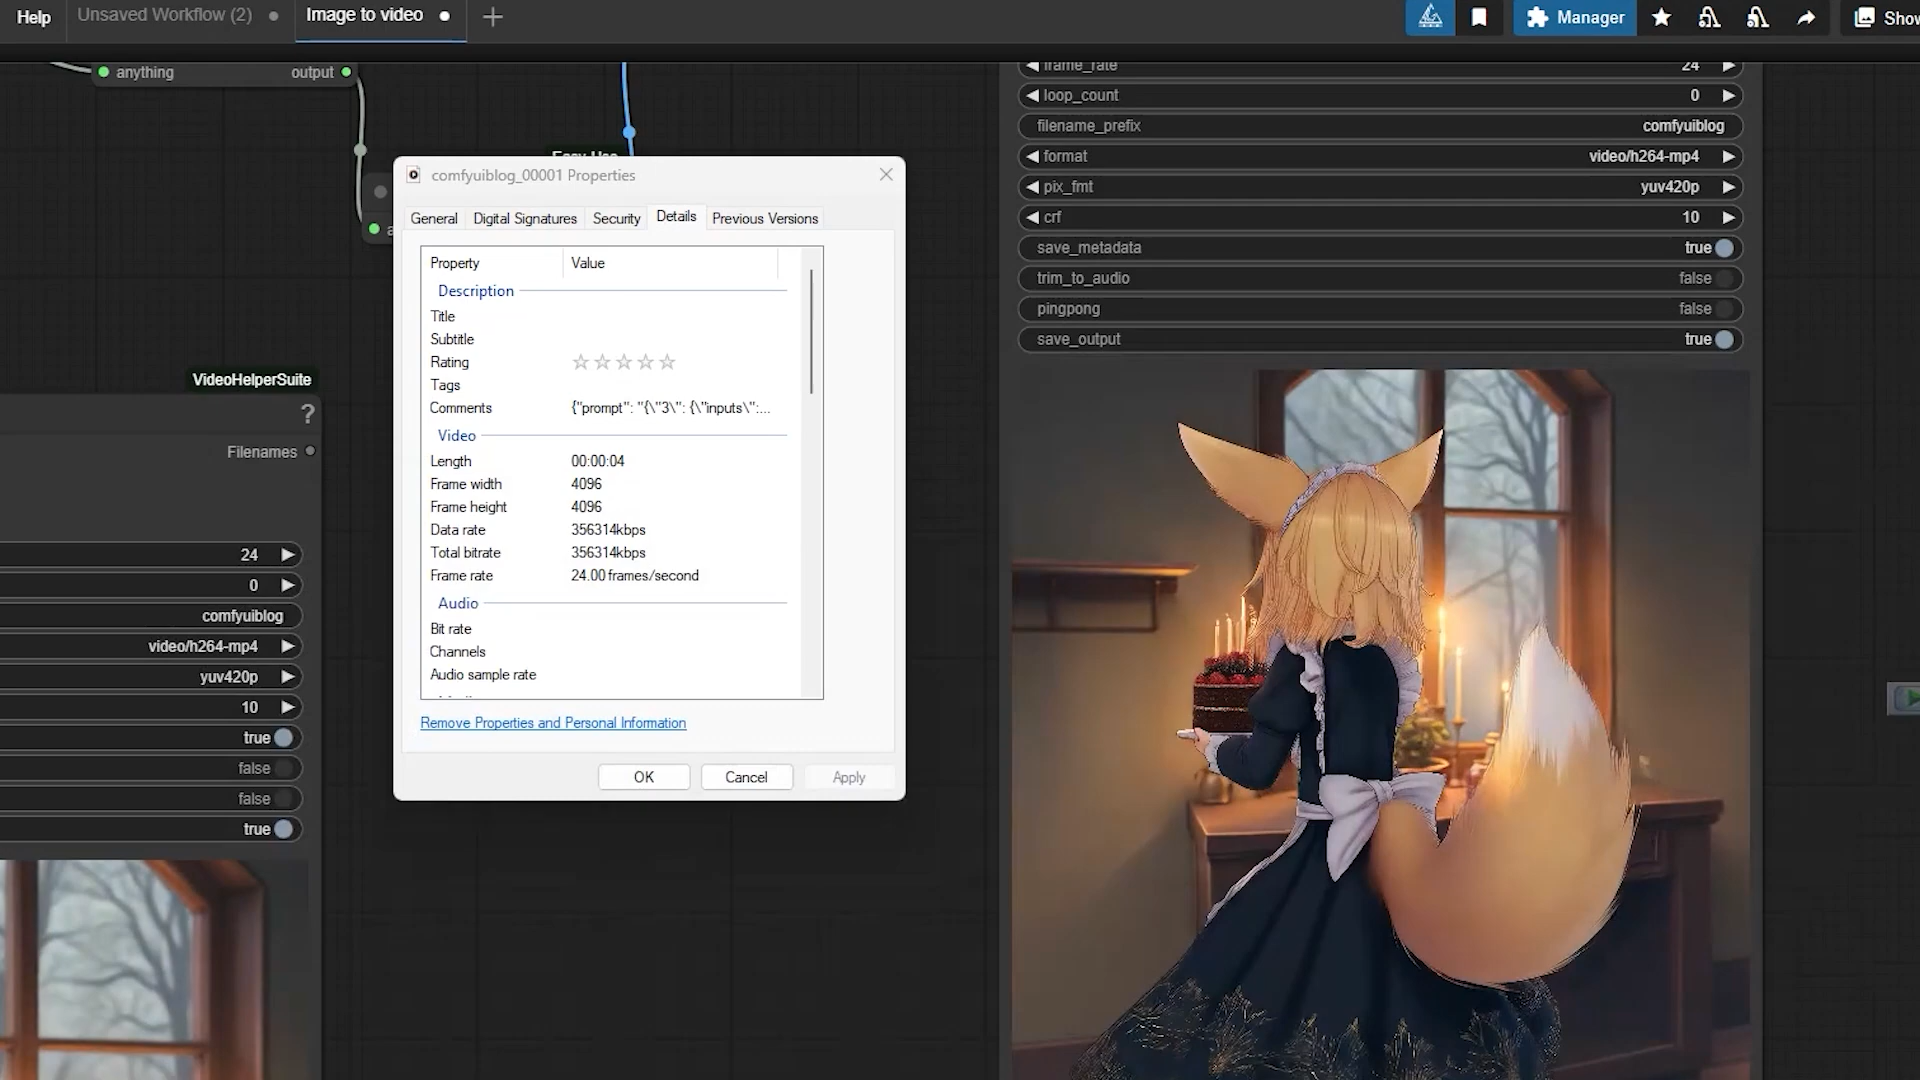 Help
Unsaved Workflow (2)
Image to video
Manager
anything
output
frame_rate
24
loop_count
0
filename_prefix
comfyuiblog
format
video/h264-mp4
pix_fmt
yuv420p
crf
10
save_metadata
true
trim_to_audio
false
pingpong
false
save_output
true
comfyuiblog_00001 Properties
General
Digital Signatures
Security
Details
Previous Versions
Property
Value
Description
Title
Subtitle
Rating
Tags
Comments
{"prompt": "{\"3\": {\"inputs\":...
Video
Length
00:00:04
Frame width
4096
Frame height
4096
Data rate
356314kbps
Total bitrate
356314kbps
Frame rate
24.00 frames/second
Audio
Bit rate
Channels
Audio sample rate
Remove Properties and Personal Information
OK
Cancel
Apply
VideoHelperSuite
?
Filenames
24
0
comfyuiblog
video/h264-mp4
yuv420p
10
true
false
false
true